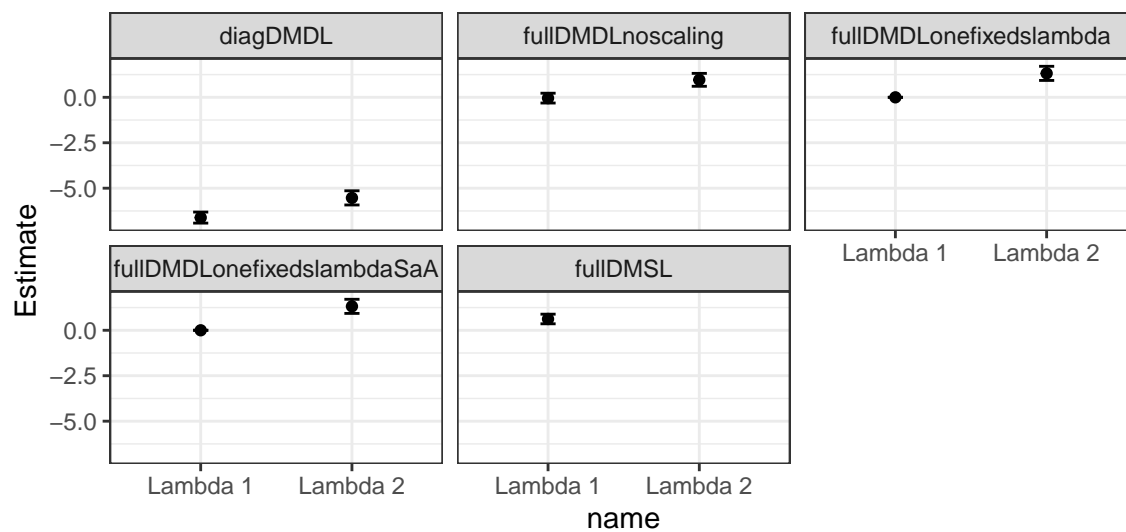 diagDMDL
fullDMDLnoscaling
fullDMDLonefixedslambda
0.0
−2.5
−5.0
Lambda 1
Lambda 2
fullDMDLonefixedslambdaSaA
fullDMSL
0.0
−2.5
−5.0
Lambda 1
Lambda 2
Lambda 1
Lambda 2
Estimate
name